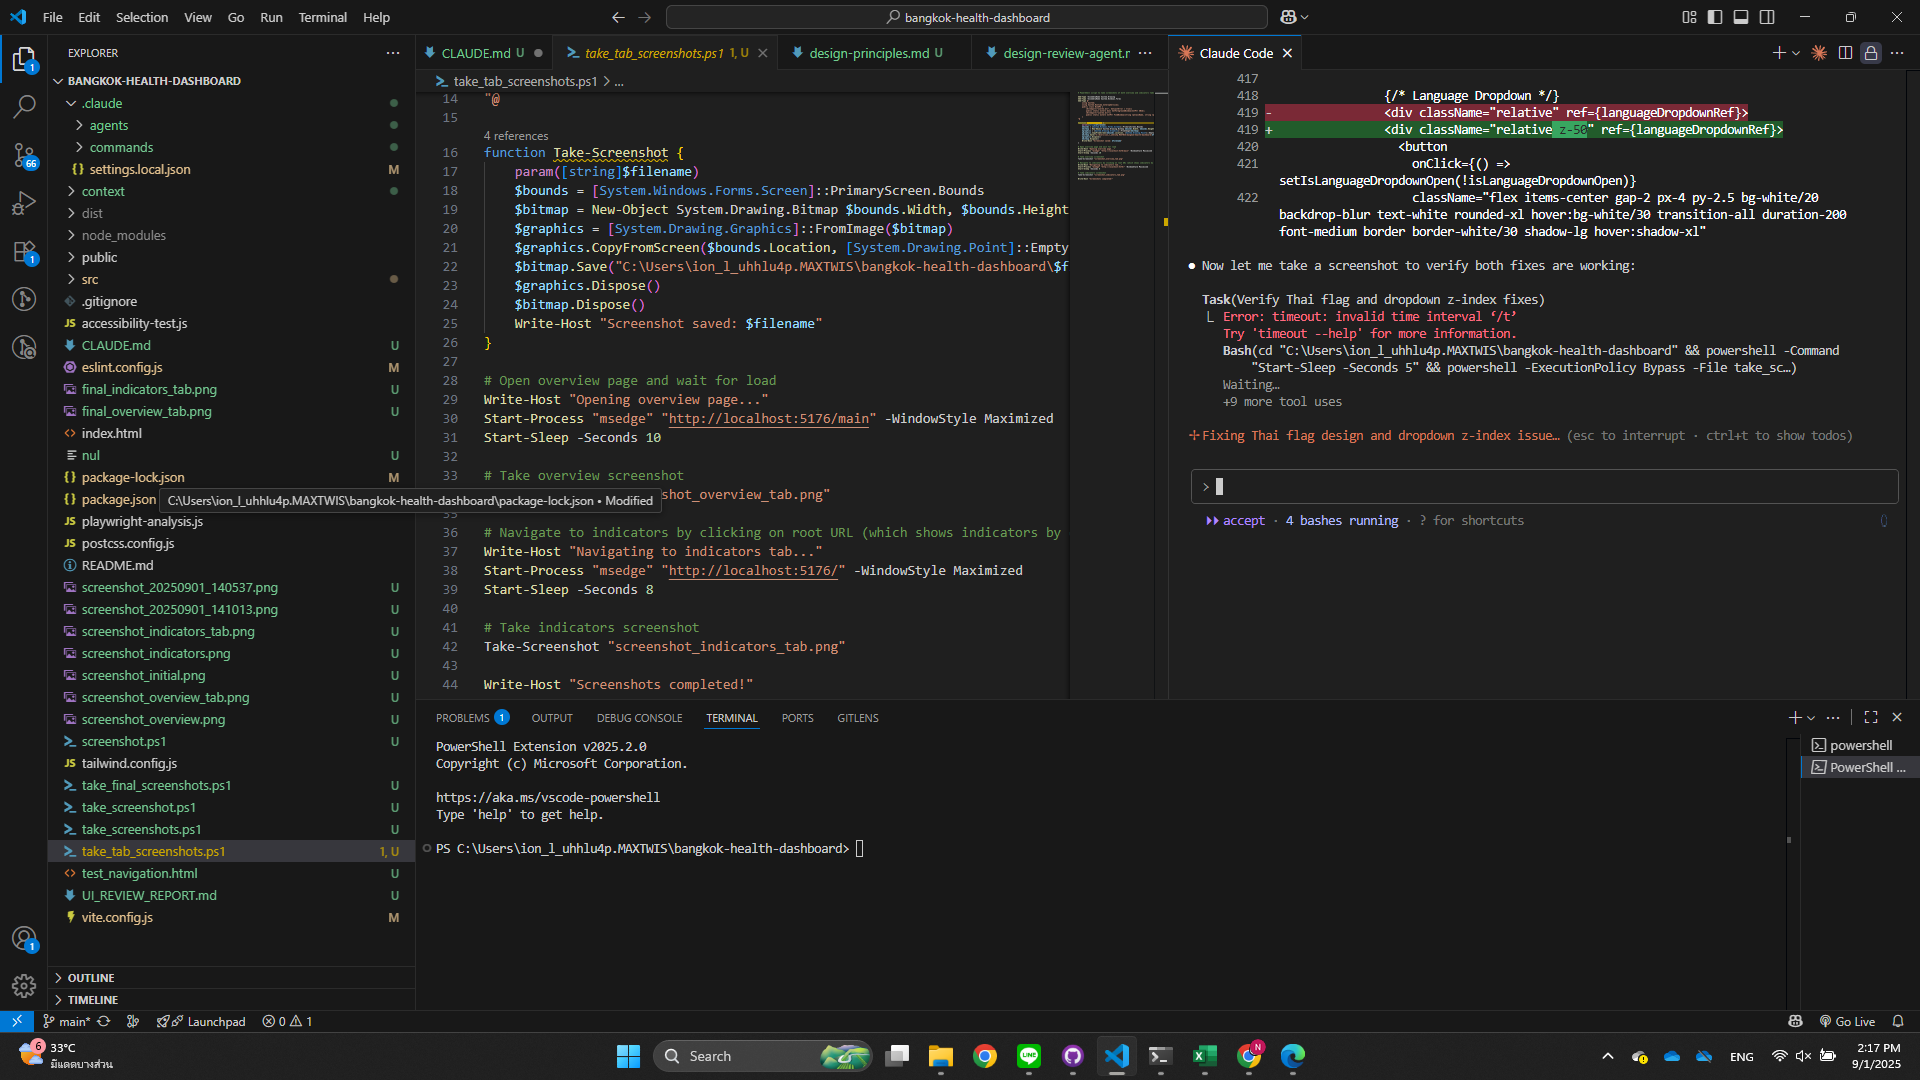 File Edit Selection View Go Run Terminal Help
bangkok-health-dashboard
EXPLORER
BANGKOK-HEALTH-DASHBOARD
.claude
agents
commands
settings.local.json M
context
dist
node_modules
public
src
.gitignore
JS accessibility-test.js
CLAUDE.md U
eslint.config.js M
final_indicators_tab.png U
final_overview_tab.png U
index.html
nul U
package-lock.json M
package.json
JS playwright-analysis.js
postcss.config.js
README.md
screenshot_20250901_140537.png U
screenshot_20250901_141013.png U
screenshot_indicators_tab.png U
screenshot_indicators.png U
screenshot_initial.png U
screenshot_overview_tab.png U
screenshot_overview.png U
screenshot.ps1 U
JS tailwind.config.js
take_final_screenshots.ps1 U
take_screenshot.ps1 U
take_screenshots.ps1 U
take_tab_screenshots.ps1 1, U
test_navigation.html U
UI_REVIEW_REPORT.md U
vite.config.js M
OUTLINE
TIMELINE
C:\Users\ion_l_uhhlu4p.MAXTWIS\bangkok-health-dashboard\package-lock.json • Modified
1
66
1
1
CLAUDE.md U
take_tab_screenshots.ps1 1, U
design-principles.md U
design-review-agent.r
take_tab_screenshots.ps1 > ...
14 "@
15
4 references
16 function Take-Screenshot {
17 param([string]$filename)
18 $bounds = [System.Windows.Forms.Screen]::PrimaryScreen.Bounds
19 $bitmap = New-Object System.Drawing.Bitmap $bounds.Width, $bounds.Height
20 $graphics = [System.Drawing.Graphics]::FromImage($bitmap)
21 $graphics.CopyFromScreen($bounds.Location, [System.Drawing.Point]::Empty
22 $bitmap.Save("C:\Users\ion_l_uhhlu4p.MAXTWIS\bangkok-health-dashboard\$f
23 $graphics.Dispose()
24 $bitmap.Dispose()
25 Write-Host "Screenshot saved: $filename"
26 }
27
28 # Open overview page and wait for load
29 Write-Host "Opening overview page..."
30 Start-Process "msedge" "http://localhost:5176/main" -WindowStyle Maximized
31 Start-Sleep -Seconds 10
32
33 # Take overview screenshot
shot_overview_tab.png"
35
36 # Navigate to indicators by clicking on root URL (which shows indicators by
37 Write-Host "Navigating to indicators tab..."
38 Start-Process "msedge" "http://localhost:5176/" -WindowStyle Maximized
39 Start-Sleep -Seconds 8
40
41 # Take indicators screenshot
42 Take-Screenshot "screenshot_indicators_tab.png"
43
44 Write-Host "Screenshots completed!"
Claude Code
417
418 {/* Language Dropdown */}
419 - <div className="relative" ref={languageDropdownRef}>
419 + <div className="relative z-50" ref={languageDropdownRef}>
420 <button
421 onClick={() =>
setIsLanguageDropdownOpen(!isLanguageDropdownOpen)}
422 className="flex items-center gap-2 px-4 py-2.5 bg-white/20
backdrop-blur text-white rounded-xl hover:bg-white/30 transition-all duration-200
font-medium border border-white/30 shadow-lg hover:shadow-xl"
● Now let me take a screenshot to verify both fixes are working:
Task(Verify Thai flag and dropdown z-index fixes)
Error: timeout: invalid time interval ‘/t’
Try 'timeout --help' for more information.
Bash(cd "C:\Users\ion_l_uhhlu4p.MAXTWIS\bangkok-health-dashboard" && powershell -Command
"Start-Sleep -Seconds 5" && powershell -ExecutionPolicy Bypass -File take_sc…)
Waiting…
+9 more tool uses
Fixing Thai flag design and dropdown z-index issue… (esc to interrupt · ctrl+t to show todos)
>
accept · 4 bashes running · ? for shortcuts
PROBLEMS 1 OUTPUT DEBUG CONSOLE TERMINAL PORTS GITLENS
PowerShell Extension v2025.2.0
Copyright (c) Microsoft Corporation.
https://aka.ms/vscode-powershell
Type 'help' to get help.
PS C:\Users\ion_l_uhhlu4p.MAXTWIS\bangkok-health-dashboard>
powershell
PowerShell ...
main* Launchpad 0 1
Go Live
6
33°C
มีแดดบางส่วน
Search
N
ENG
2:17 PM
9/1/2025